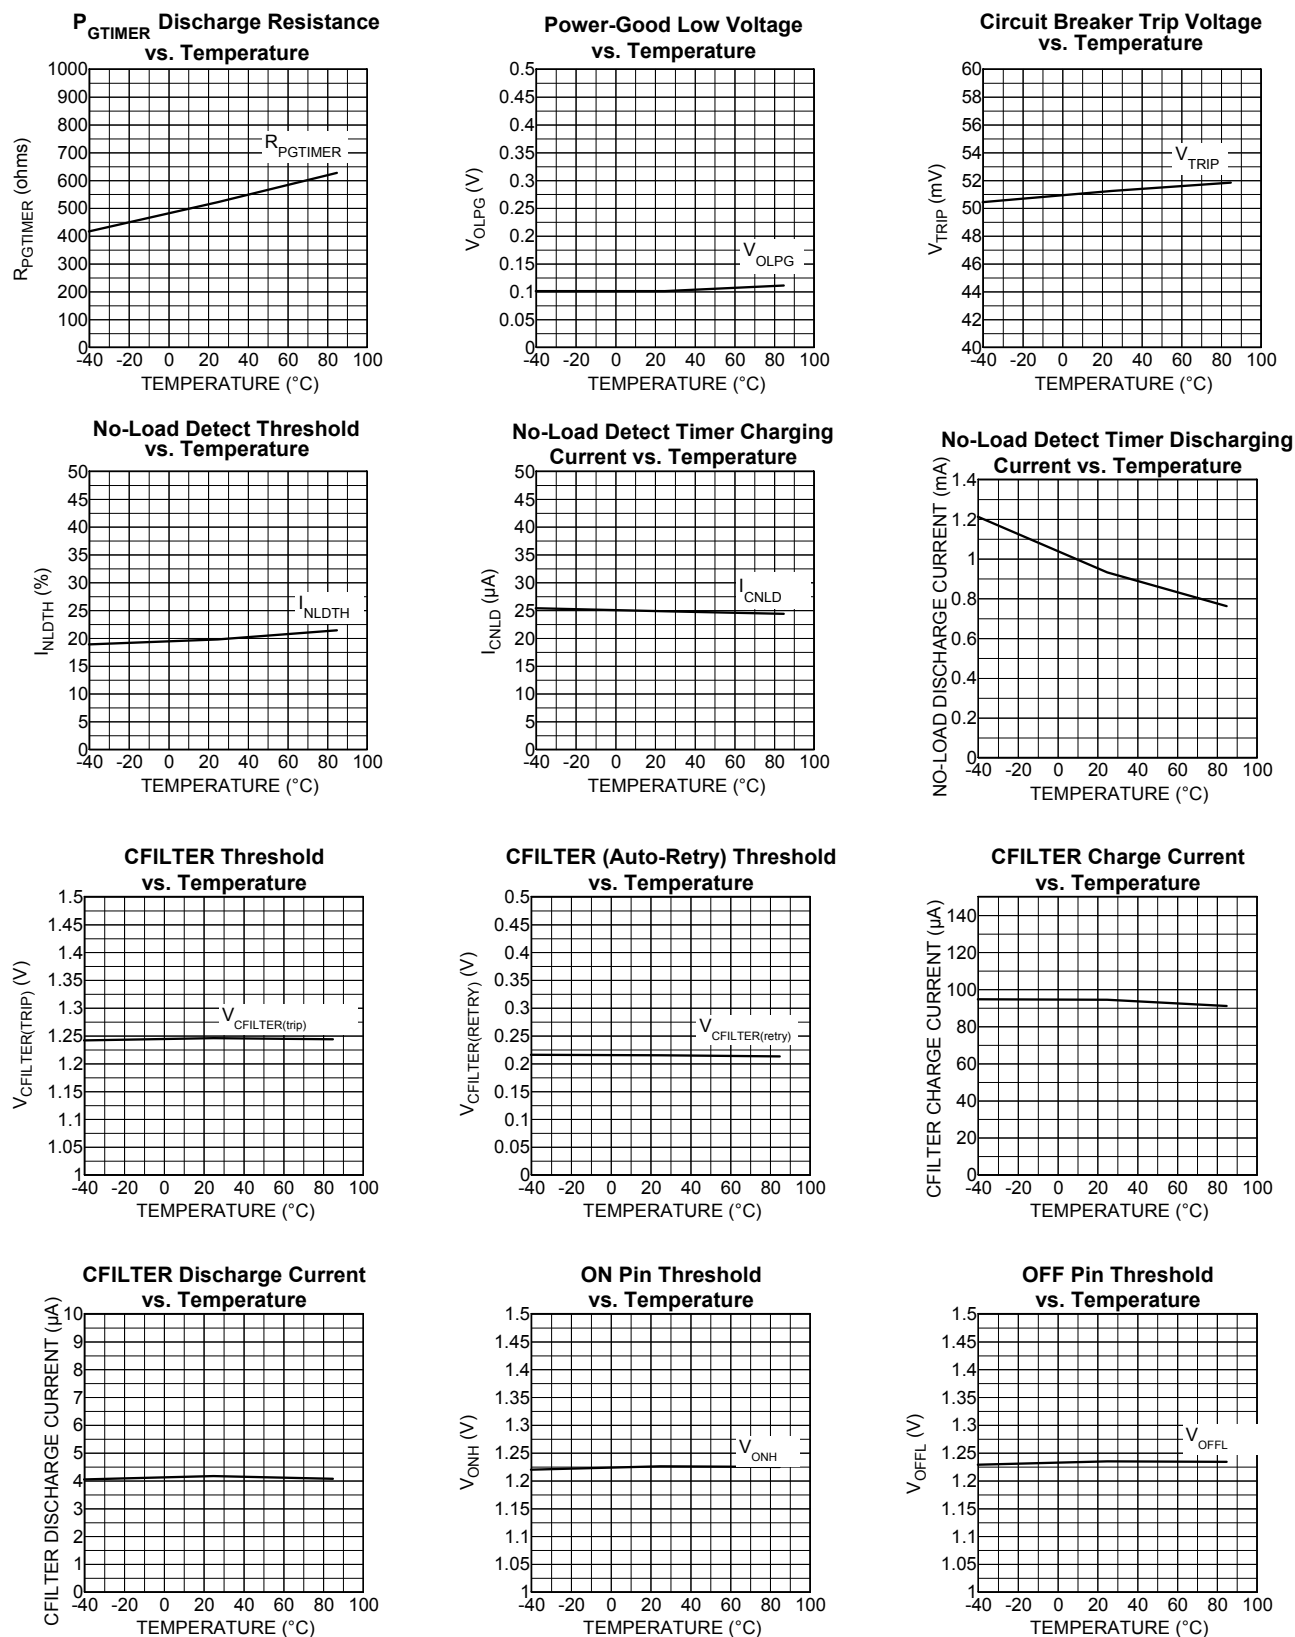 PGTIMER Discharge Resistance
vs. Temperature
1000
900
800
700
600
500
400
300
200
100
0
RPGTIMER (ohms)
RPGTIMER
-40 -20 0 20 40 60 80 100
TEMPERATURE (°C)
Power-Good Low Voltage
vs. Temperature
0.5
0.45
0.4
0.35
0.3
0.25
0.2
0.15
0.1
0.05
0
VOLPG (V)
VOLPG
-40 -20 0 20 40 60 80 100
TEMPERATURE (°C)
Circuit Breaker Trip Voltage
vs. Temperature
60
58
56
54
52
50
48
46
44
42
40
VTRIP (mV)
VTRIP
-40 -20 0 20 40 60 80 100
TEMPERATURE (°C)
No-Load Detect Threshold
vs. Temperature
50
45
40
35
30
25
20
15
10
5
0
INLDTH (%)
INLDTH
-40 -20 0 20 40 60 80 100
TEMPERATURE (°C)
No-Load Detect Timer Charging
Current vs. Temperature
50
45
40
35
30
25
20
15
10
5
0
ICNLD (µA)
ICNLD
-40 -20 0 20 40 60 80 100
TEMPERATURE (°C)
No-Load Detect Timer Discharging
Current vs. Temperature
1.4
1.2
1
0.8
0.6
0.4
0.2
0
NO-LOAD DISCHARGE CURRENT (mA)
-40 -20 0 20 40 60 80 100
TEMPERATURE (°C)
CFILTER Threshold
vs. Temperature
1.5
1.45
1.4
1.35
1.3
1.25
1.2
1.15
1.1
1.05
1
VCFILTER(TRIP) (V)
VCFILTER(trip)
-40 -20 0 20 40 60 80 100
TEMPERATURE (°C)
CFILTER (Auto-Retry) Threshold
vs. Temperature
0.5
0.45
0.4
0.35
0.3
0.25
0.2
0.15
0.1
0.05
0
VCFILTER(RETRY) (V)
VCFILTER(retry)
-40 -20 0 20 40 60 80 100
TEMPERATURE (°C)
CFILTER Charge Current
vs. Temperature
140
120
100
80
60
40
20
0
CFILTER CHARGE CURRENT (µA)
-40 -20 0 20 40 60 80 100
TEMPERATURE (°C)
CFILTER Discharge Current
vs. Temperature
10
9
8
7
6
5
4
3
2
1
0
CFILTER DISCHARGE CURRENT (µA)
-40 -20 0 20 40 60 80 100
TEMPERATURE (°C)
ON Pin Threshold
vs. Temperature
1.5
1.45
1.4
1.35
1.3
1.25
1.2
1.15
1.1
1.05
1
VONH (V)
VONH
-40 -20 0 20 40 60 80 100
TEMPERATURE (°C)
OFF Pin Threshold
vs. Temperature
1.5
1.45
1.4
1.35
1.3
1.25
1.2
1.15
1.1
1.05
1
VOFFL (V)
VOFFL
-40 -20 0 20 40 60 80 100
TEMPERATURE (°C)